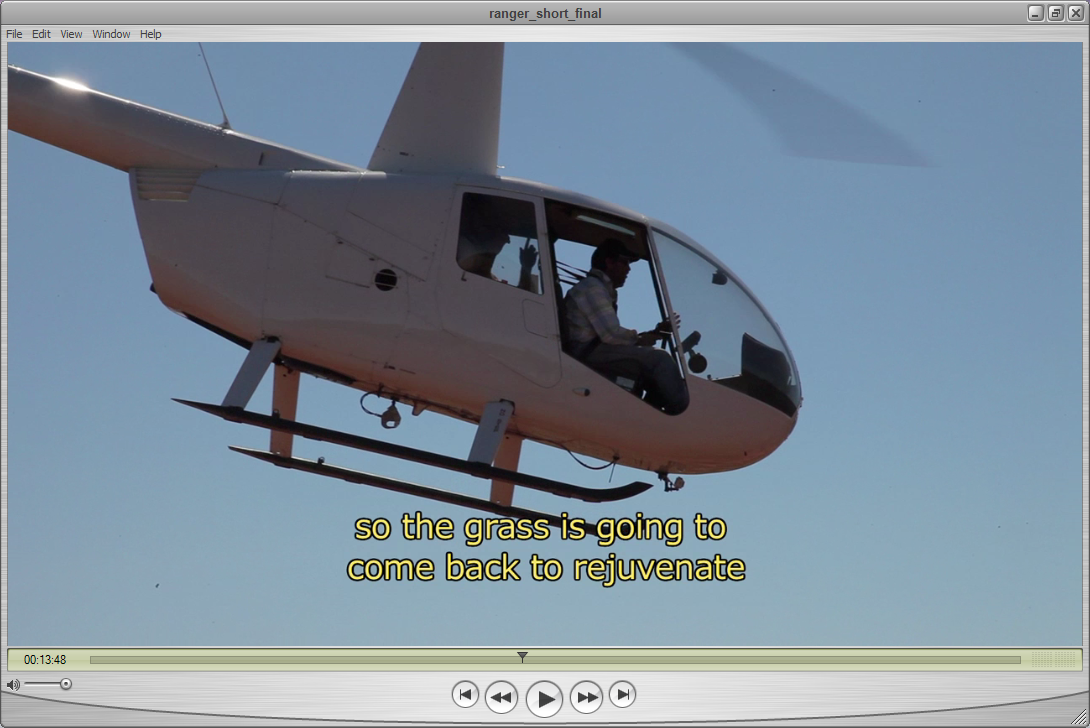 ranger_short_final
File Edit View Window Help
so the grass is going to
come back to rejuvenate
00:13:48